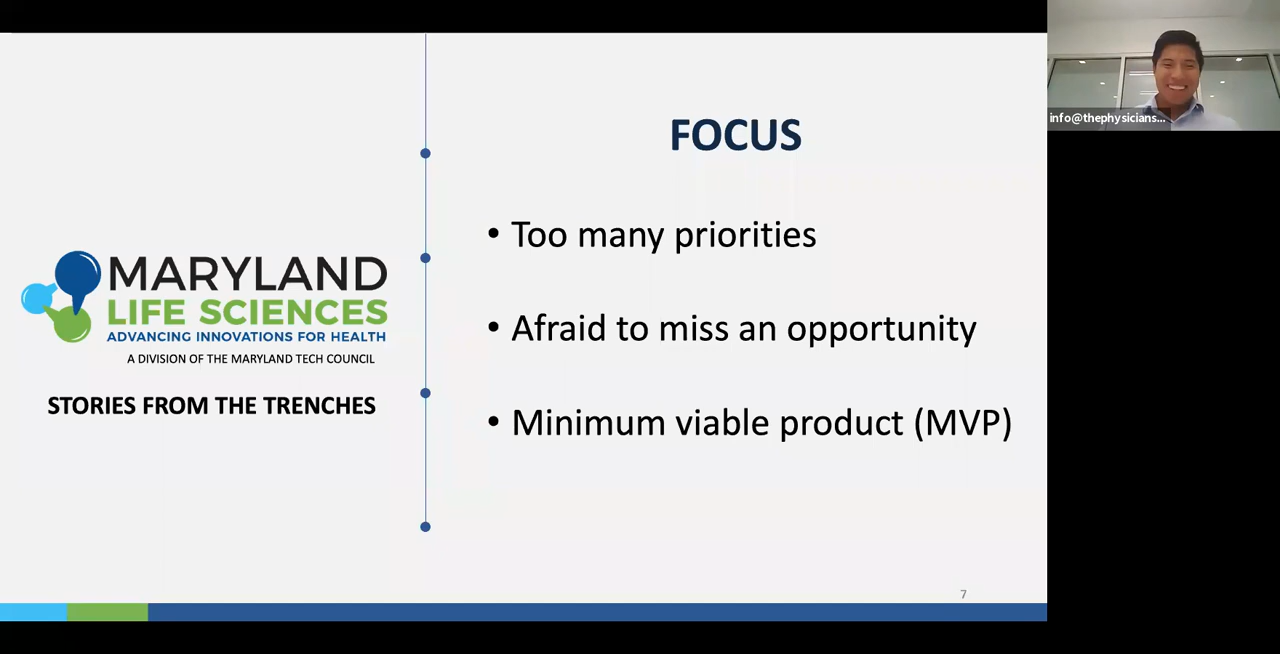 MARYLAND
LIFE SCIENCES
ADVANCING INNOVATIONS FOR HEALTH
A DIVISION OF THE MARYLAND TECH COUNCIL
STORIES FROM THE TRENCHES
FOCUS
• Too many priorities
• Afraid to miss an opportunity
• Minimum viable product (MVP)
7
info@thephysicians...